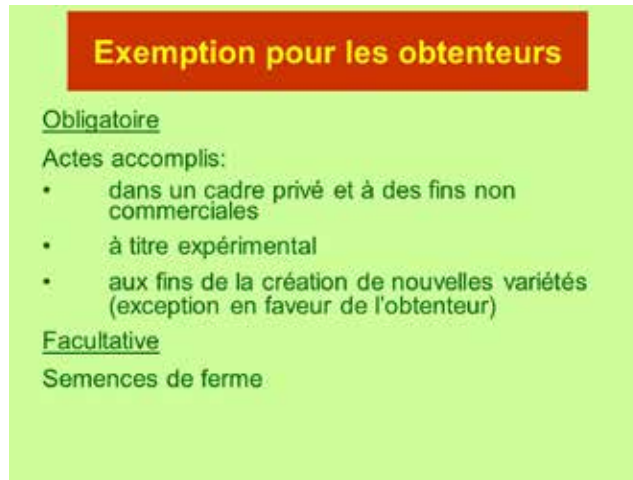 Exemption pour les obtenteurs
Obligatoire
Actes accomplis:
• dans un cadre privé et à des fins non
commerciales
• à titre expérimental
• aux fins de la création de nouvelles variétés
(exception en faveur de l'obtenteur)
Facultative
Semences de ferme